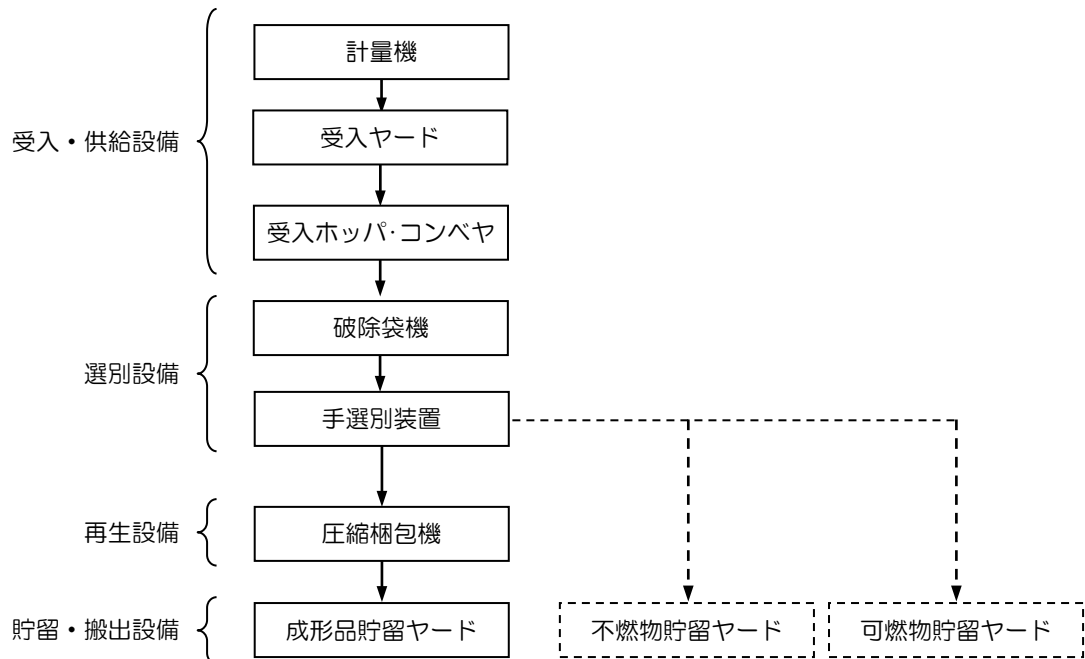 計量機
受入ヤード
受入・供給設備
受入ホッパ・コンベヤ
破除袋機
選別設備
手選別装置
再生設備
圧縮梱包機
貯留・搬出設備
成形品貯留ヤード
不燃物貯留ヤード
可燃物貯留ヤード